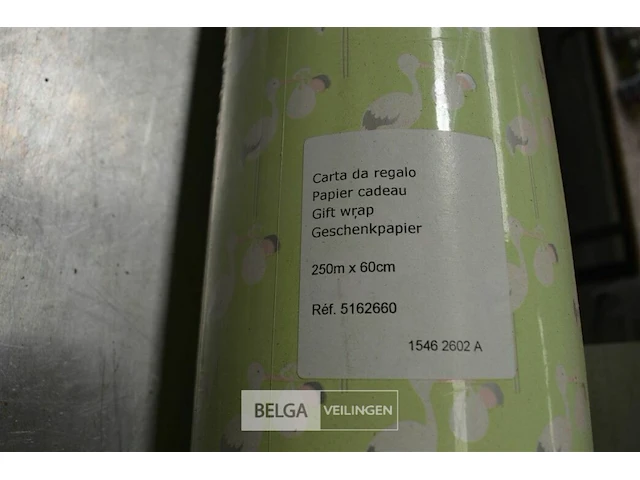 Carta da regalo
Papier cadeau
Gift wrap
Geschenkpapier
250m x 60cm
Réf. 5162660
1546 2602 A
BELGA VEILINGEN